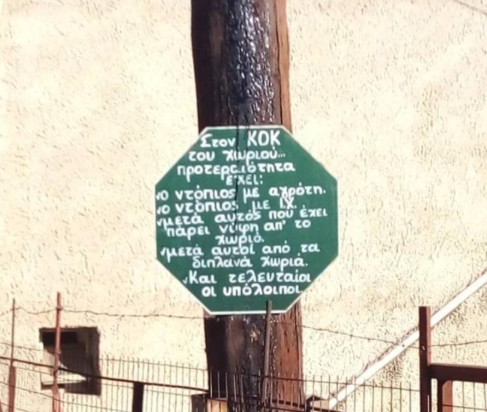 Στον ΚΟΚ
του χωριού...
προτεραιότητα
έχει:
√ο ντόπιος με αγρότη.
√ο ντόπιος με ΙΧ.
√μετά αυτός που έχει
πάρει νύφη απ' το
χωριό.
√μετά αυτοί από τα
διπλανά χωριά.
√Και τελευταίοι
οι υπόλοιποι.